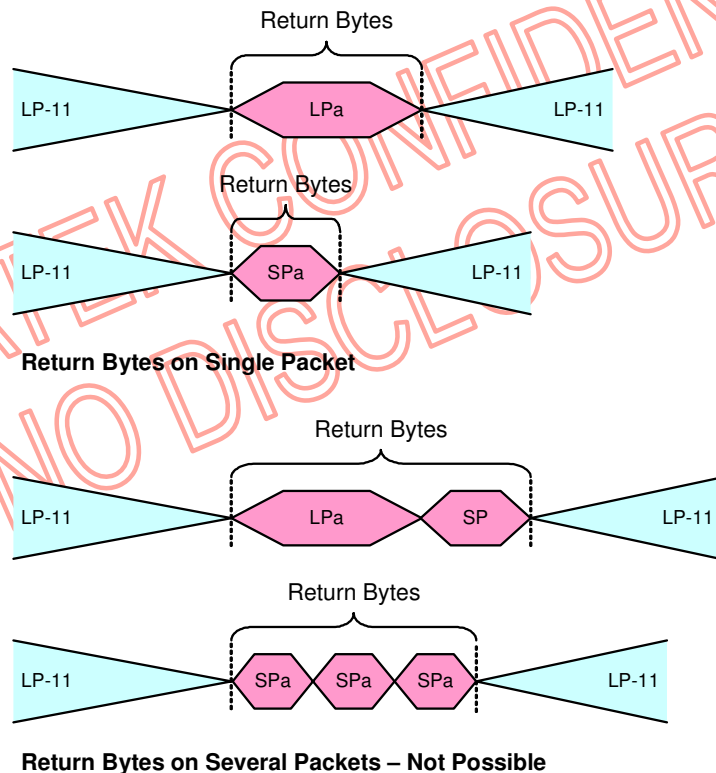 Return Bytes
LP-11 LPa LP-11
Return Bytes
LP-11 SPa LP-11
Return Bytes on Single Packet
Return Bytes
LP-11 LPa SP LP-11
Return Bytes
LP-11 SPa SPa SPa LP-11
Return Bytes on Several Packets – Not Possible
NO DISCLOSUR